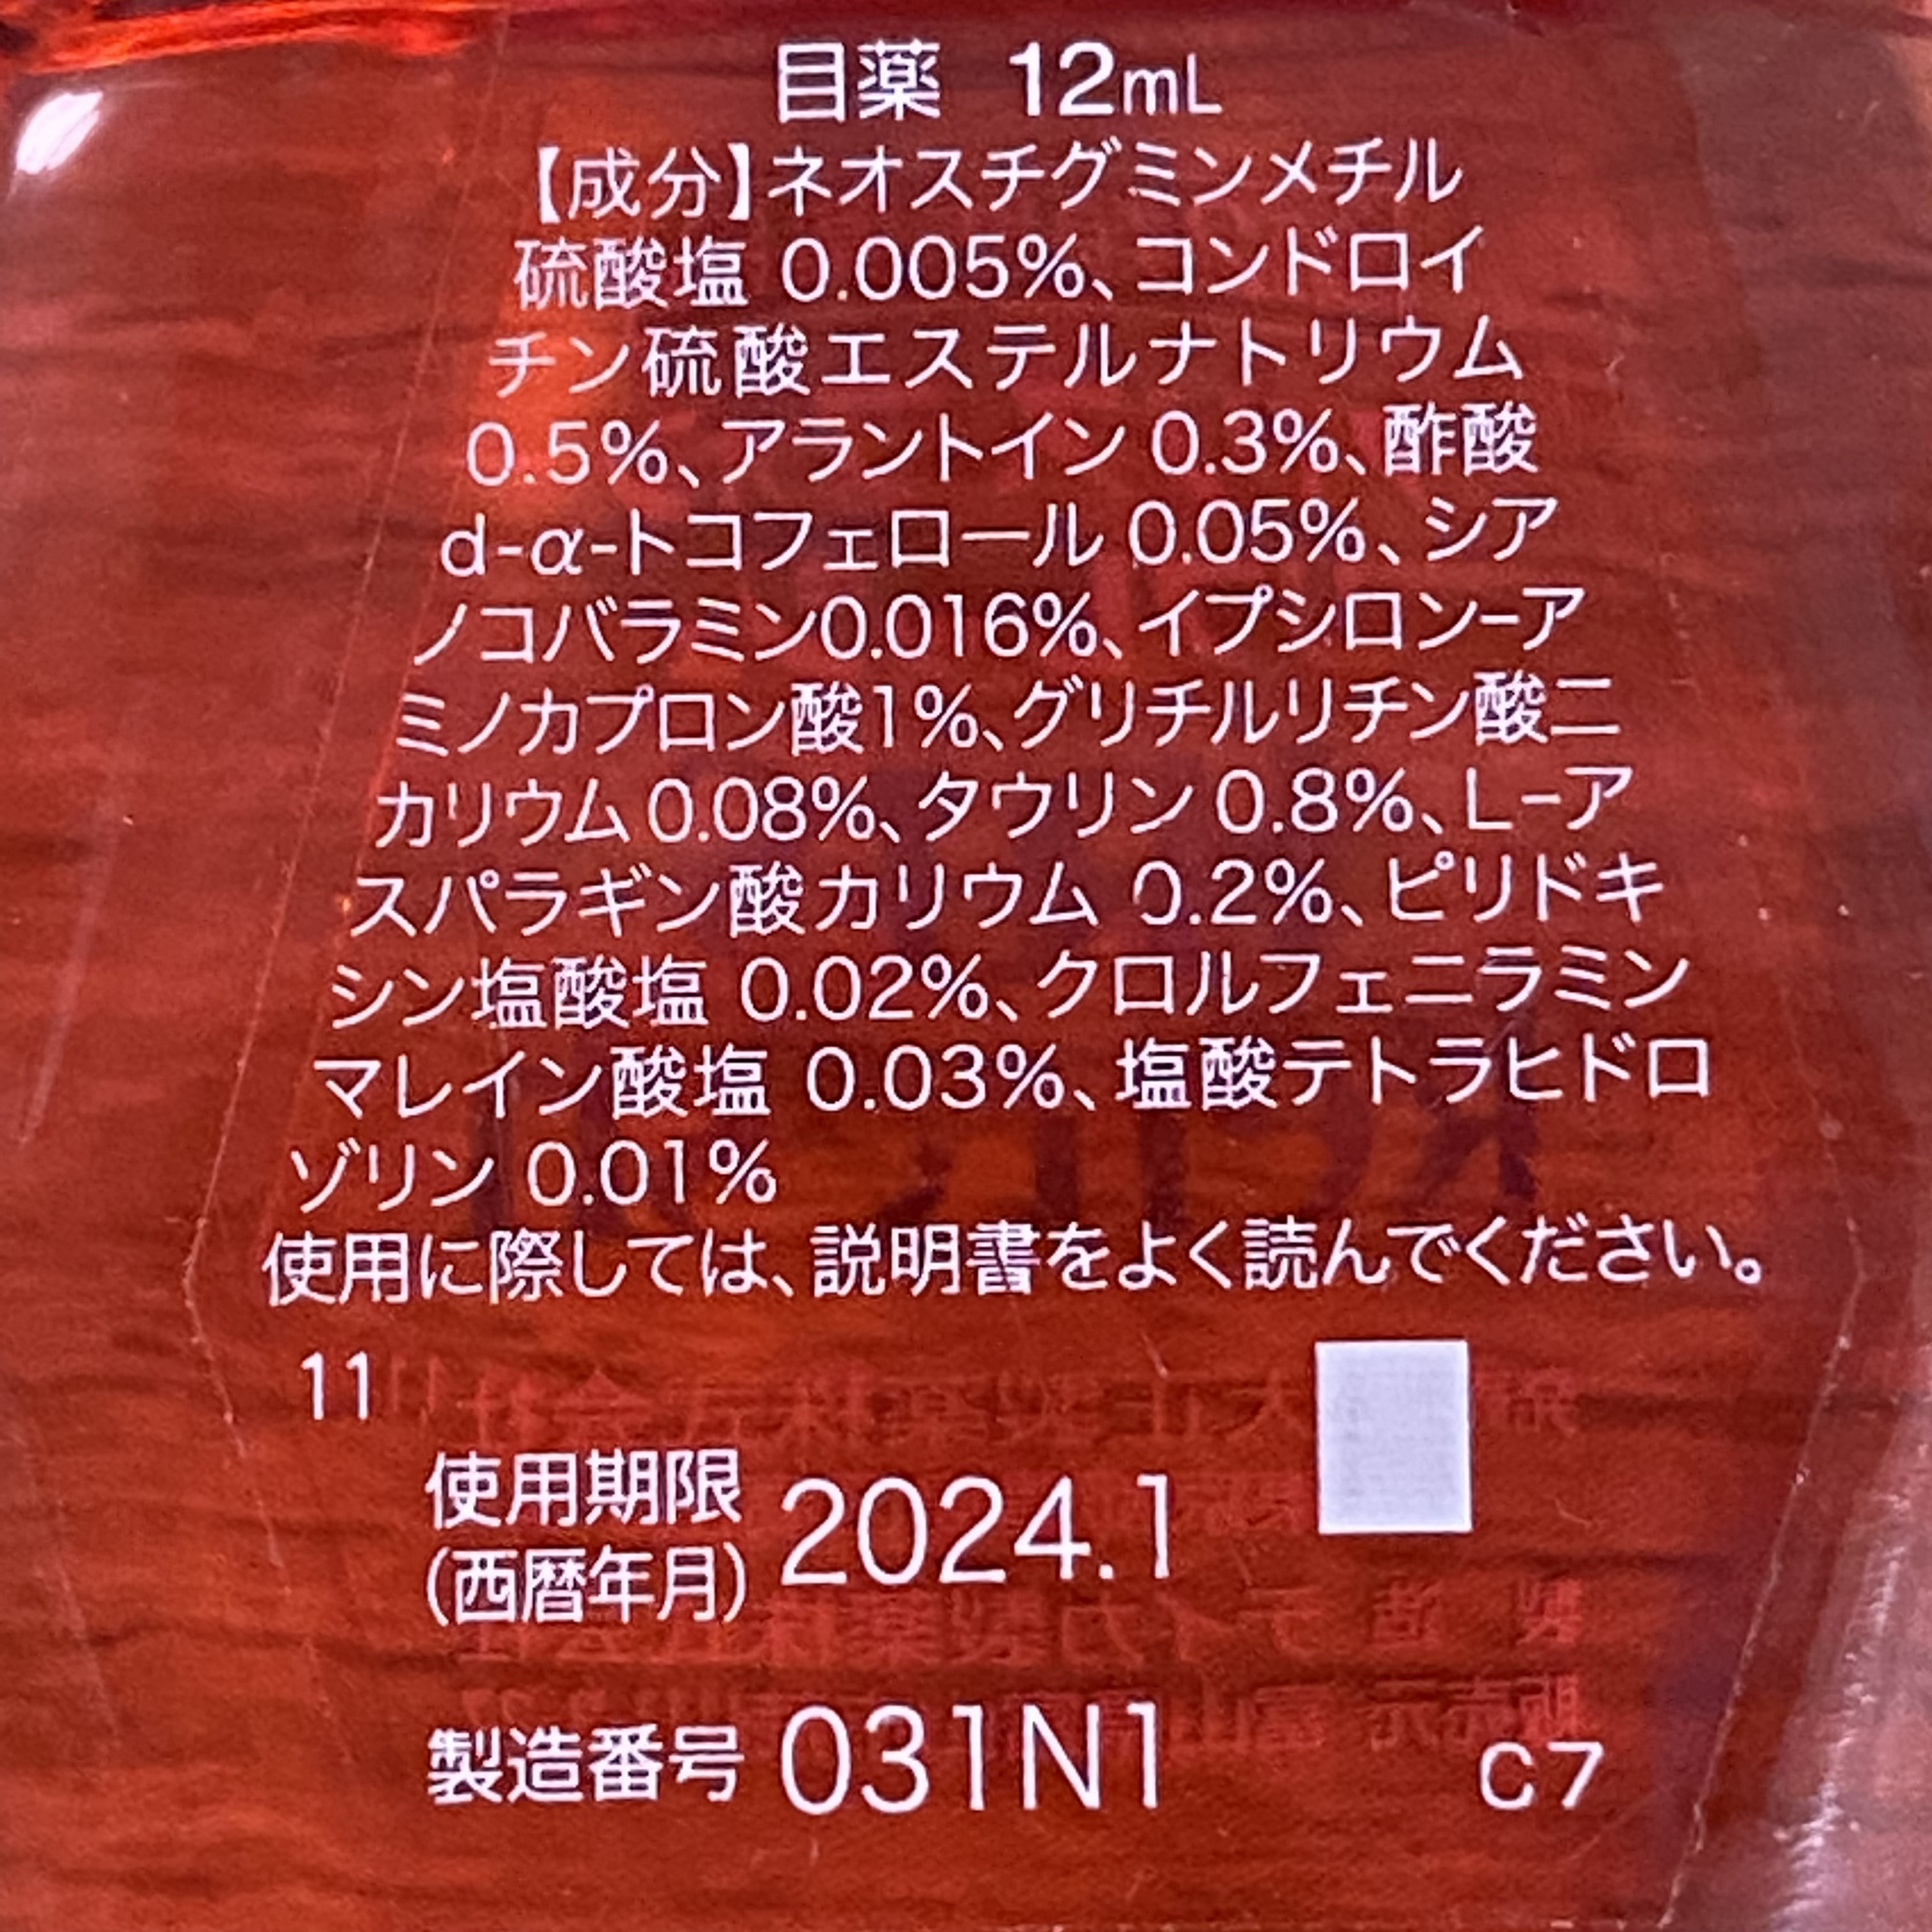 目薬 12mL
【成分】ネオスチグミンメチル
硫酸塩 0.005%、コンドロイ
チン硫酸エステルナトリウム
0.5%、アラントイン 0.3%、酢酸
d-α-トコフェロール 0.05%、シア
ノコバラミン0.016%、イプシロン-ア
ミノカプロン酸1%、グリチルリチン酸二
カリウム0.08%、タウリン 0.8%、L-ア
スパラギン酸カリウム 0.2%、ピリドキ
シン塩酸塩 0.02%、クロルフェニラミン
マレイン酸塩 0.03%、塩酸テトラヒドロ
ゾリン 0.01%
使用に際しては、説明書をよく読んでください。
11
使用期限 2024.1
(西暦年月)
製造番号 031N1
C7